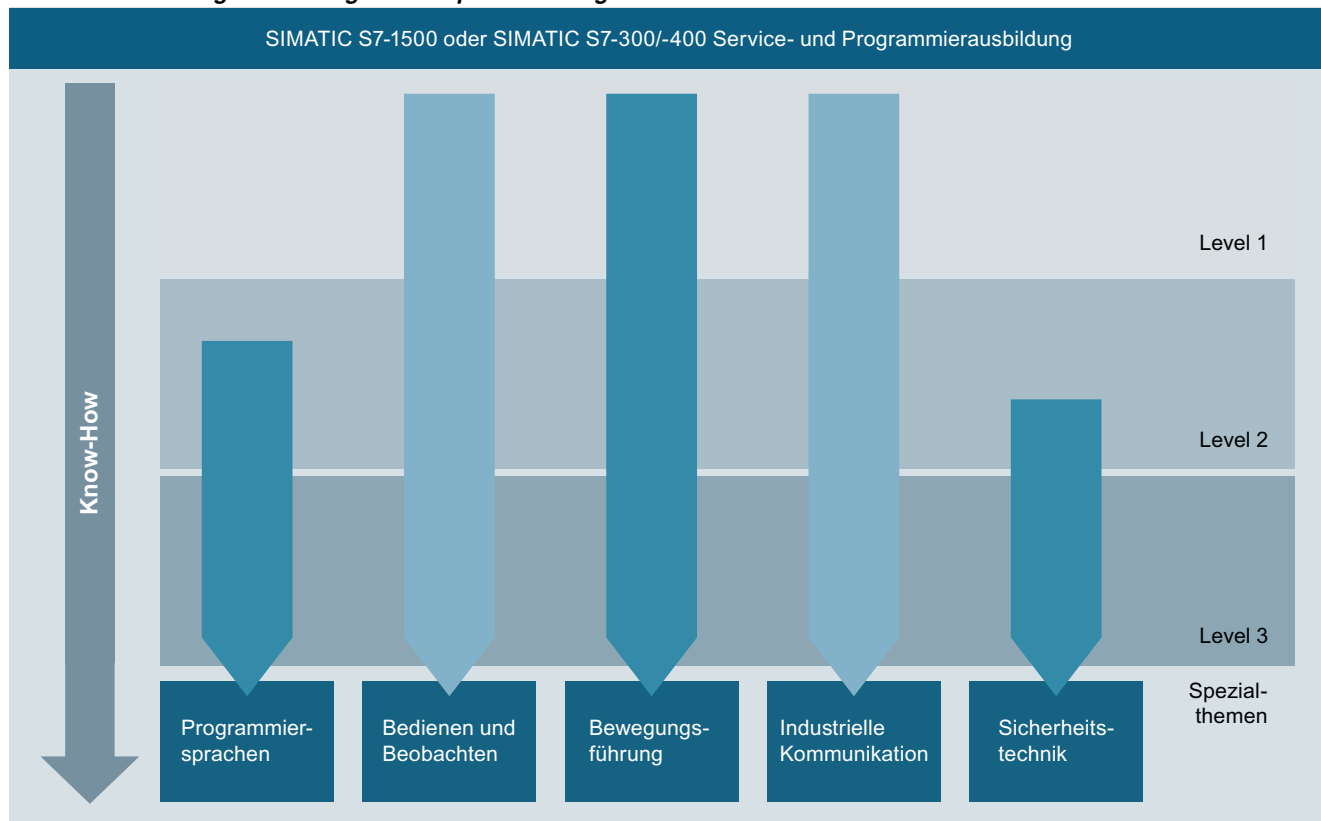 SIMATIC S7-1500 oder SIMATIC S7-300/-400 Service- und Programmierausbildung
Know-How
Level 1
Level 2
Level 3
Spezial-
themen
Programmier-
sprachen
Bedienen und
Beobachten
Bewegungs-
führung
Industrielle
Kommunikation
Sicherheits-
technik